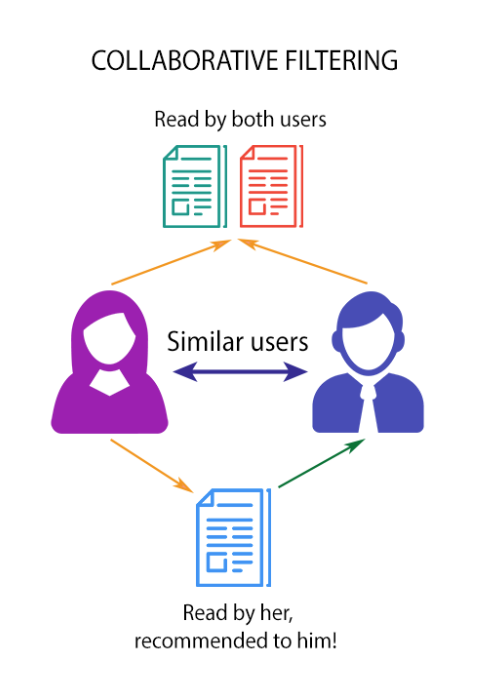 COLLABORATIVE FILTERING
Read by both users
Similar users
Read by her,
recommended to him!